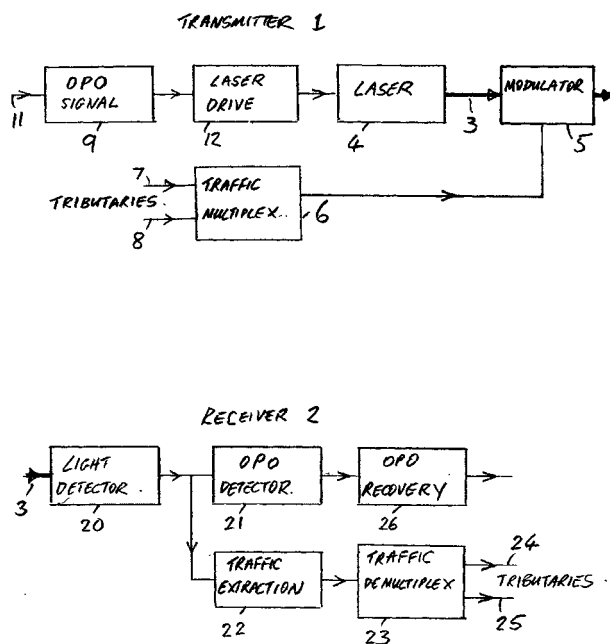 TRANSMITTER 1
11
OPO
SIGNAL
9
LASER
DRIVE
12
LASER
4
3
MODULATOR
5
TRIBUTARIES.
7
8
TRAFFIC
MULTIPLEX..
6
RECEIVER 2
3
LIGHT
DETECTOR.
20
OPO
DETECTOR.
21
OPO
RECOVERY
26
TRAFFIC
EXTRACTION
22
TRAFFIC
DEMULTIPLEX
23
24
TRIBUTARIES.
25